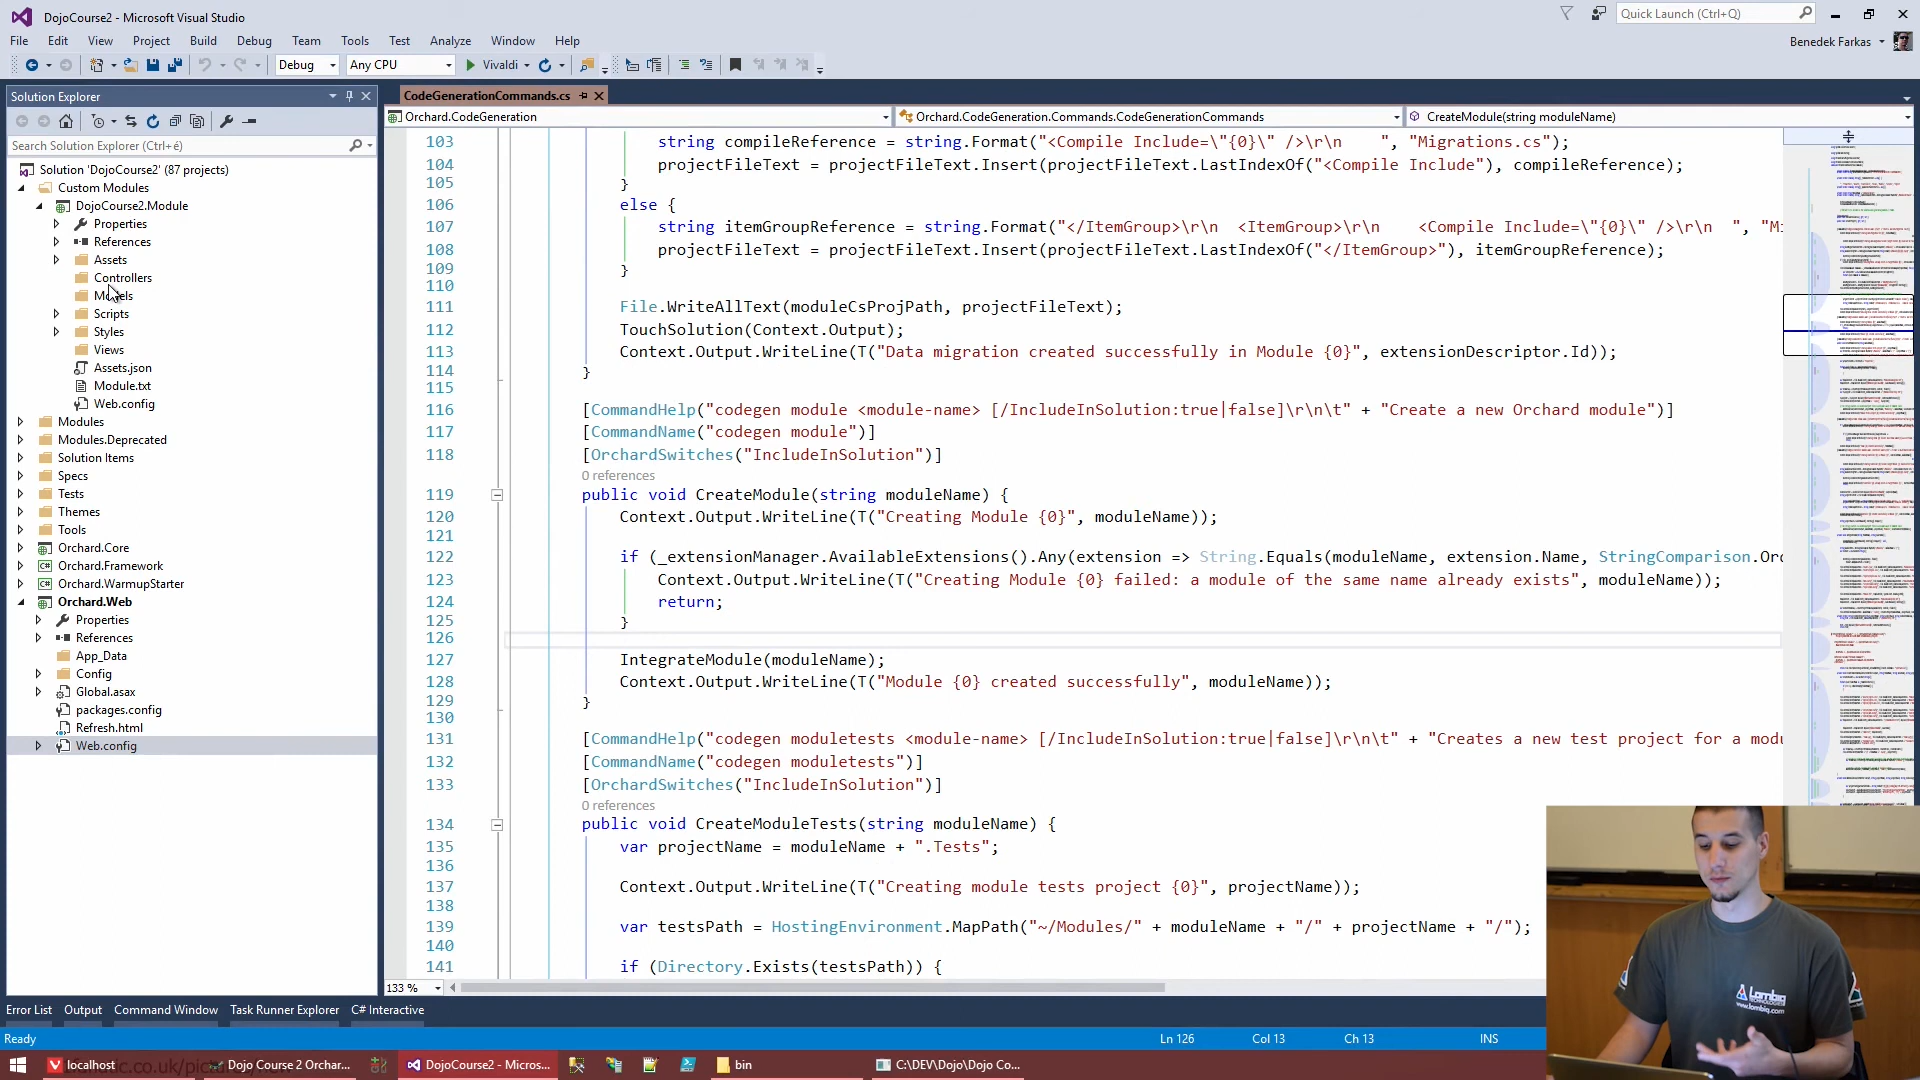 DojoCourse2 - Microsoft Visual Studio
Quick Launch (Ctrl+Q)
File Edit View Project Build Debug Team Tools Test Analyze Window Help
Benedek Farkas
Debug Any CPU Vivaldi
Solution Explorer
CodeGenerationCommands.cs
Orchard.CodeGeneration Orchard.CodeGeneration.Commands.CodeGenerationCommands CreateModule(string moduleName)
Search Solution Explorer (Ctrl+é)
Solution 'DojoCourse2' (87 projects)
Custom Modules
DojoCourse2.Module
Properties
References
Assets
Controllers
Models
Scripts
Styles
Views
Assets.json
Module.txt
Web.config
Modules
Modules.Deprecated
Solution Items
Specs
Tests
Themes
Tools
Orchard.Core
Orchard.Framework
Orchard.WarmupStarter
Orchard.Web
Properties
References
App_Data
Config
Global.asax
packages.config
Refresh.html
Web.config
103 string compileReference = string.Format("<Compile Include=\"{0}\" />\r\n    ", "Migrations.cs");
104 projectFileText = projectFileText.Insert(projectFileText.LastIndexOf("<Compile Include"), compileReference);
105 }
106 else {
107 string itemGroupReference = string.Format("</ItemGroup>\r\n  <ItemGroup>\r\n    <Compile Include=\"{0}\" />\r\n  ", "Mi
108 projectFileText = projectFileText.Insert(projectFileText.LastIndexOf("</ItemGroup>"), itemGroupReference);
109 }
110
111 File.WriteAllText(moduleCsProjPath, projectFileText);
112 TouchSolution(Context.Output);
113 Context.Output.WriteLine(T("Data migration created successfully in Module {0}", extensionDescriptor.Id));
114 }
115
116 [CommandHelp("codegen module <module-name> [/IncludeInSolution:true|false]\r\n\t" + "Create a new Orchard module")]
117 [CommandName("codegen module")]
118 [OrchardSwitches("IncludeInSolution")]
0 references
119 public void CreateModule(string moduleName) {
120 Context.Output.WriteLine(T("Creating Module {0}", moduleName));
121
122 if (_extensionManager.AvailableExtensions().Any(extension => String.Equals(moduleName, extension.Name, StringComparison.Orc
123 Context.Output.WriteLine(T("Creating Module {0} failed: a module of the same name already exists", moduleName));
124 return;
125 }
126
127 IntegrateModule(moduleName);
128 Context.Output.WriteLine(T("Module {0} created successfully", moduleName));
129 }
130
131 [CommandHelp("codegen moduletests <module-name> [/IncludeInSolution:true|false]\r\n\t" + "Creates a new test project for a modu
132 [CommandName("codegen moduletests")]
133 [OrchardSwitches("IncludeInSolution")]
0 references
134 public void CreateModuleTests(string moduleName) {
135 var projectName = moduleName + ".Tests";
136
137 Context.Output.WriteLine(T("Creating module tests project {0}", projectName));
138
139 var testsPath = HostingEnvironment.MapPath("~/Modules/" + moduleName + "/" + projectName + "/");
140
141 if (Directory.Exists(testsPath)) {
133 %
Lombiq
TECHNOLOGIES
www.lombiq.com
Error List Output Command Window Task Runner Explorer C# Interactive
Ready Ln 126 Col 13 Ch 13 INS
localhost Dojo Course 2 Orchar... DojoCourse2 - Micros... bin C:\DEV\Dojo\Dojo Co...